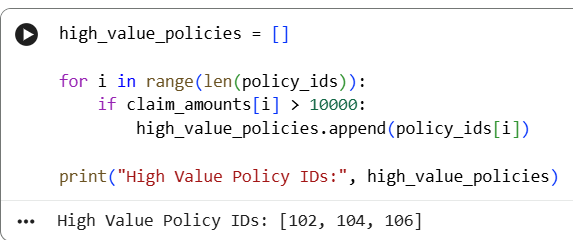 high_value_policies = []
for i in range(len(policy_ids)):
    if claim_amounts[i] > 10000:
        high_value_policies.append(policy_ids[i])
print("High Value Policy IDs:", high_value_policies)
High Value Policy IDs: [102, 104, 106]